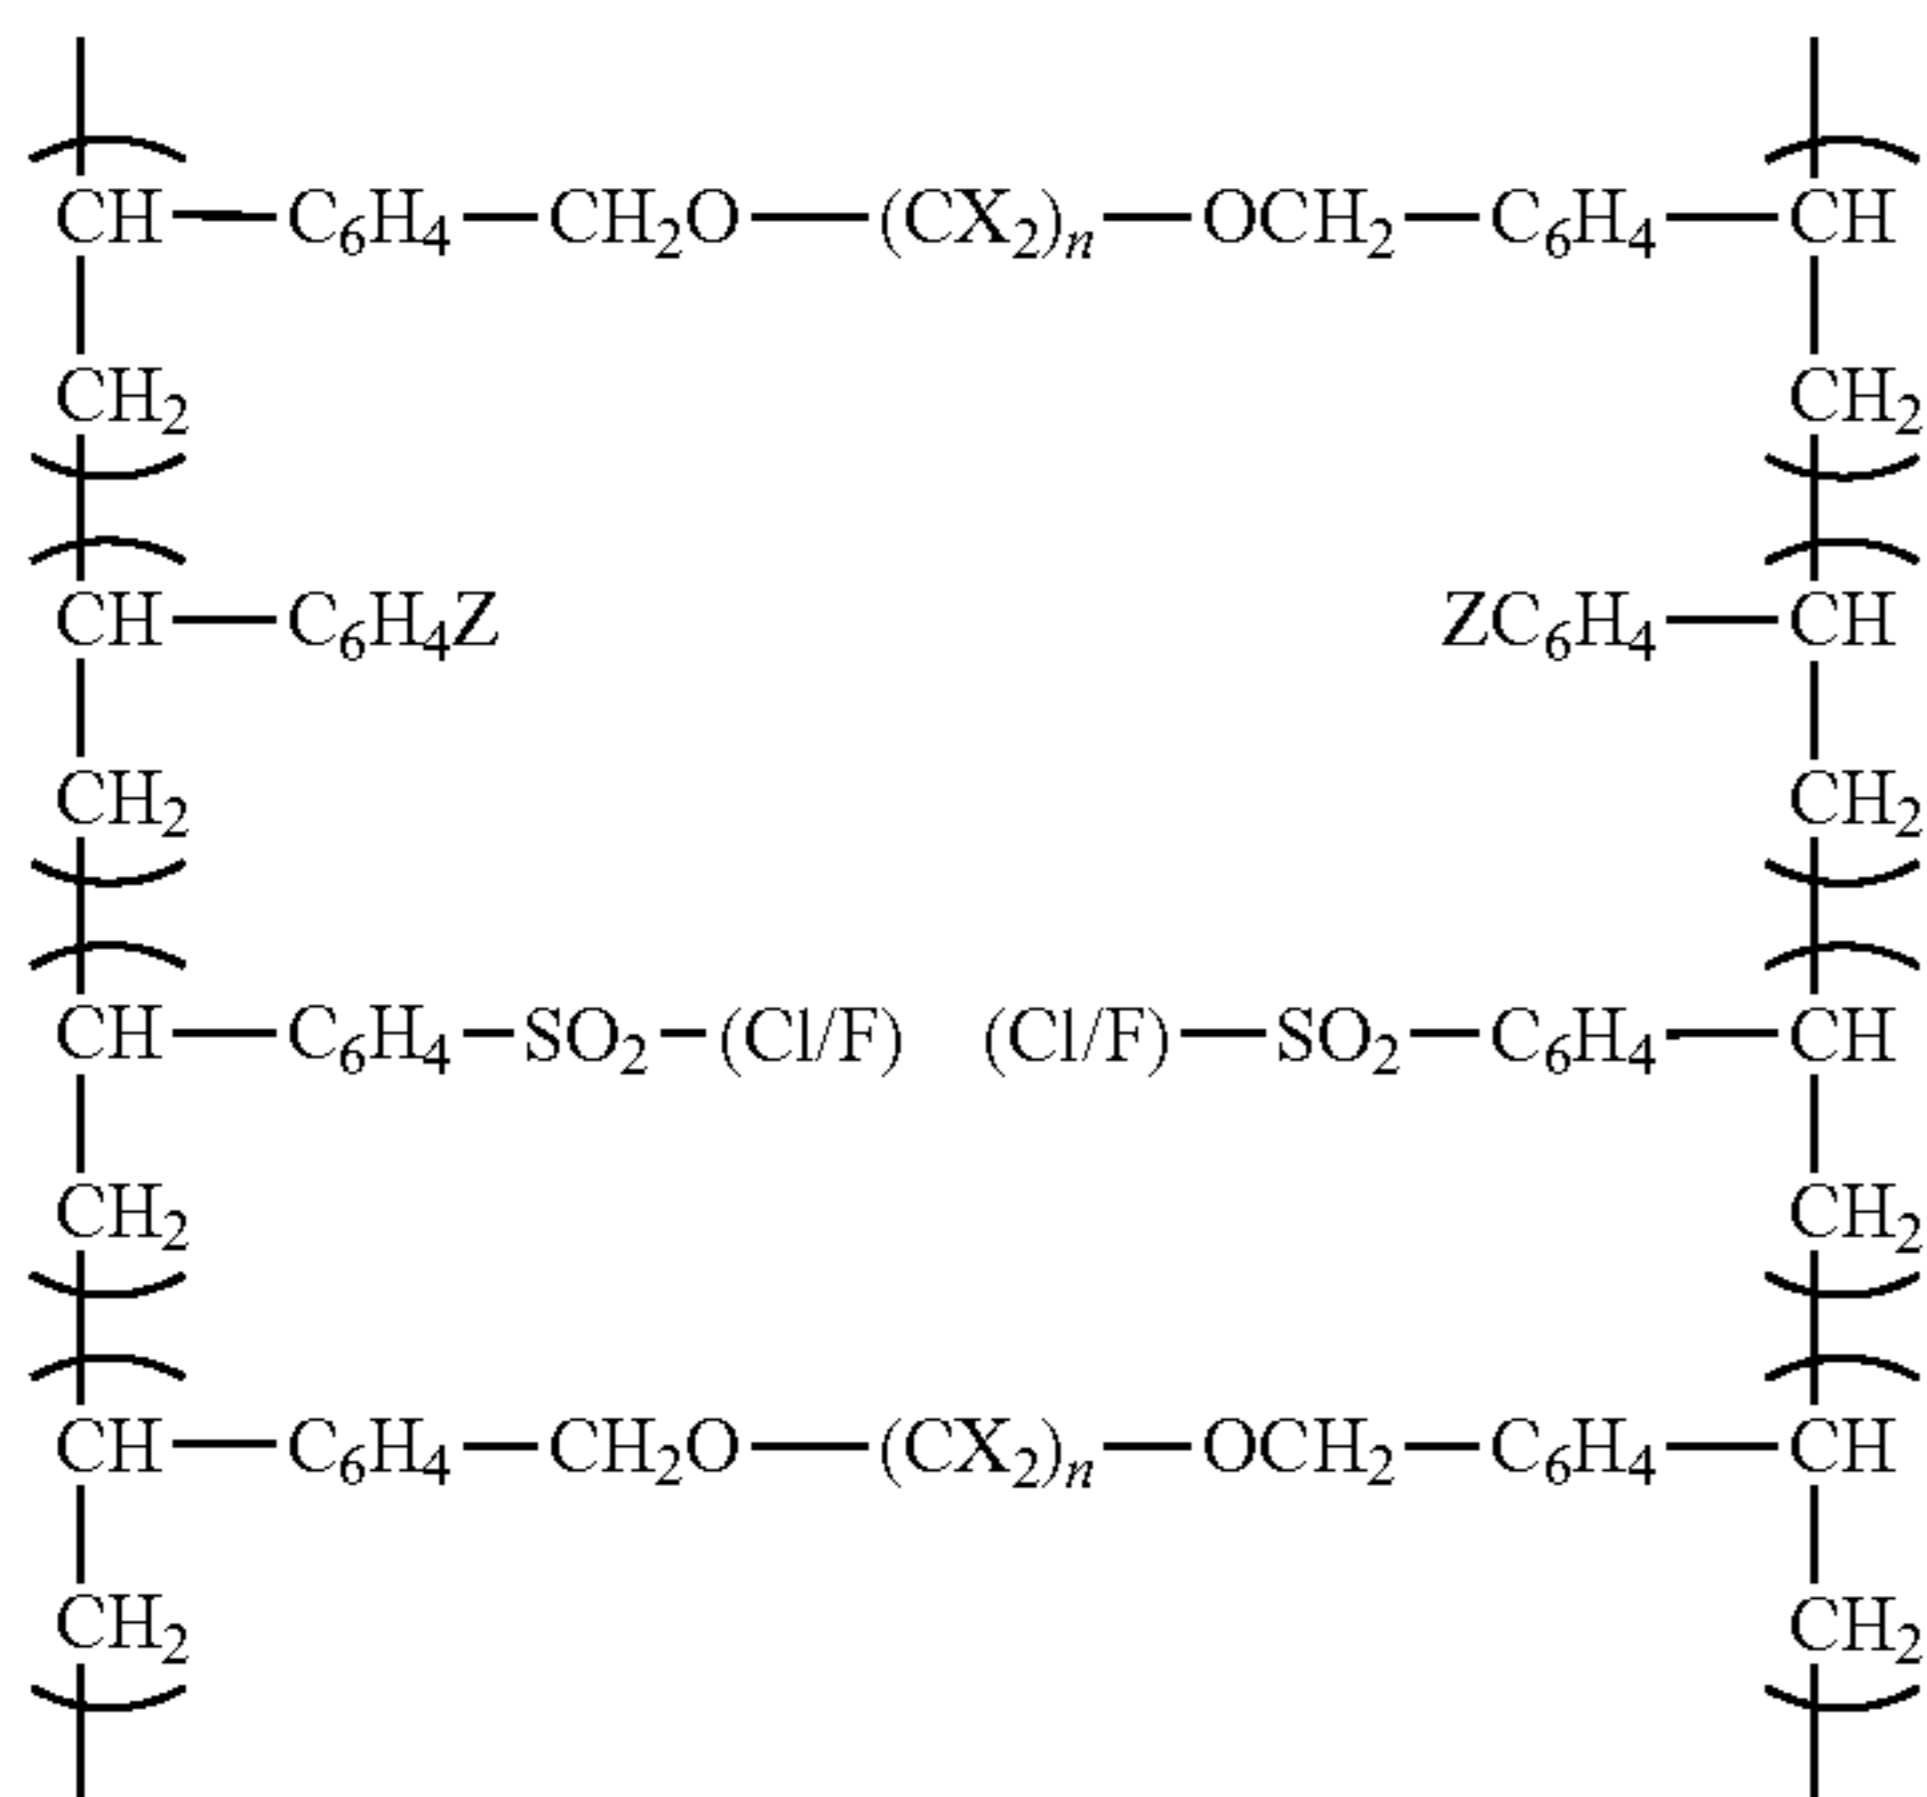 CH C₆H₄ CH₂O (CX₂)ₙ OCH₂ C₆H₄ CH
CH₂ CH₂
CH C₆H₄Z ZC₆H₄ CH
CH₂ CH₂
CH C₆H₄ SO₂ (Cl/F) (Cl/F) SO₂ C₆H₄ CH
CH₂ CH₂
CH C₆H₄ CH₂O (CX₂)ₙ OCH₂ C₆H₄ CH
CH₂ CH₂